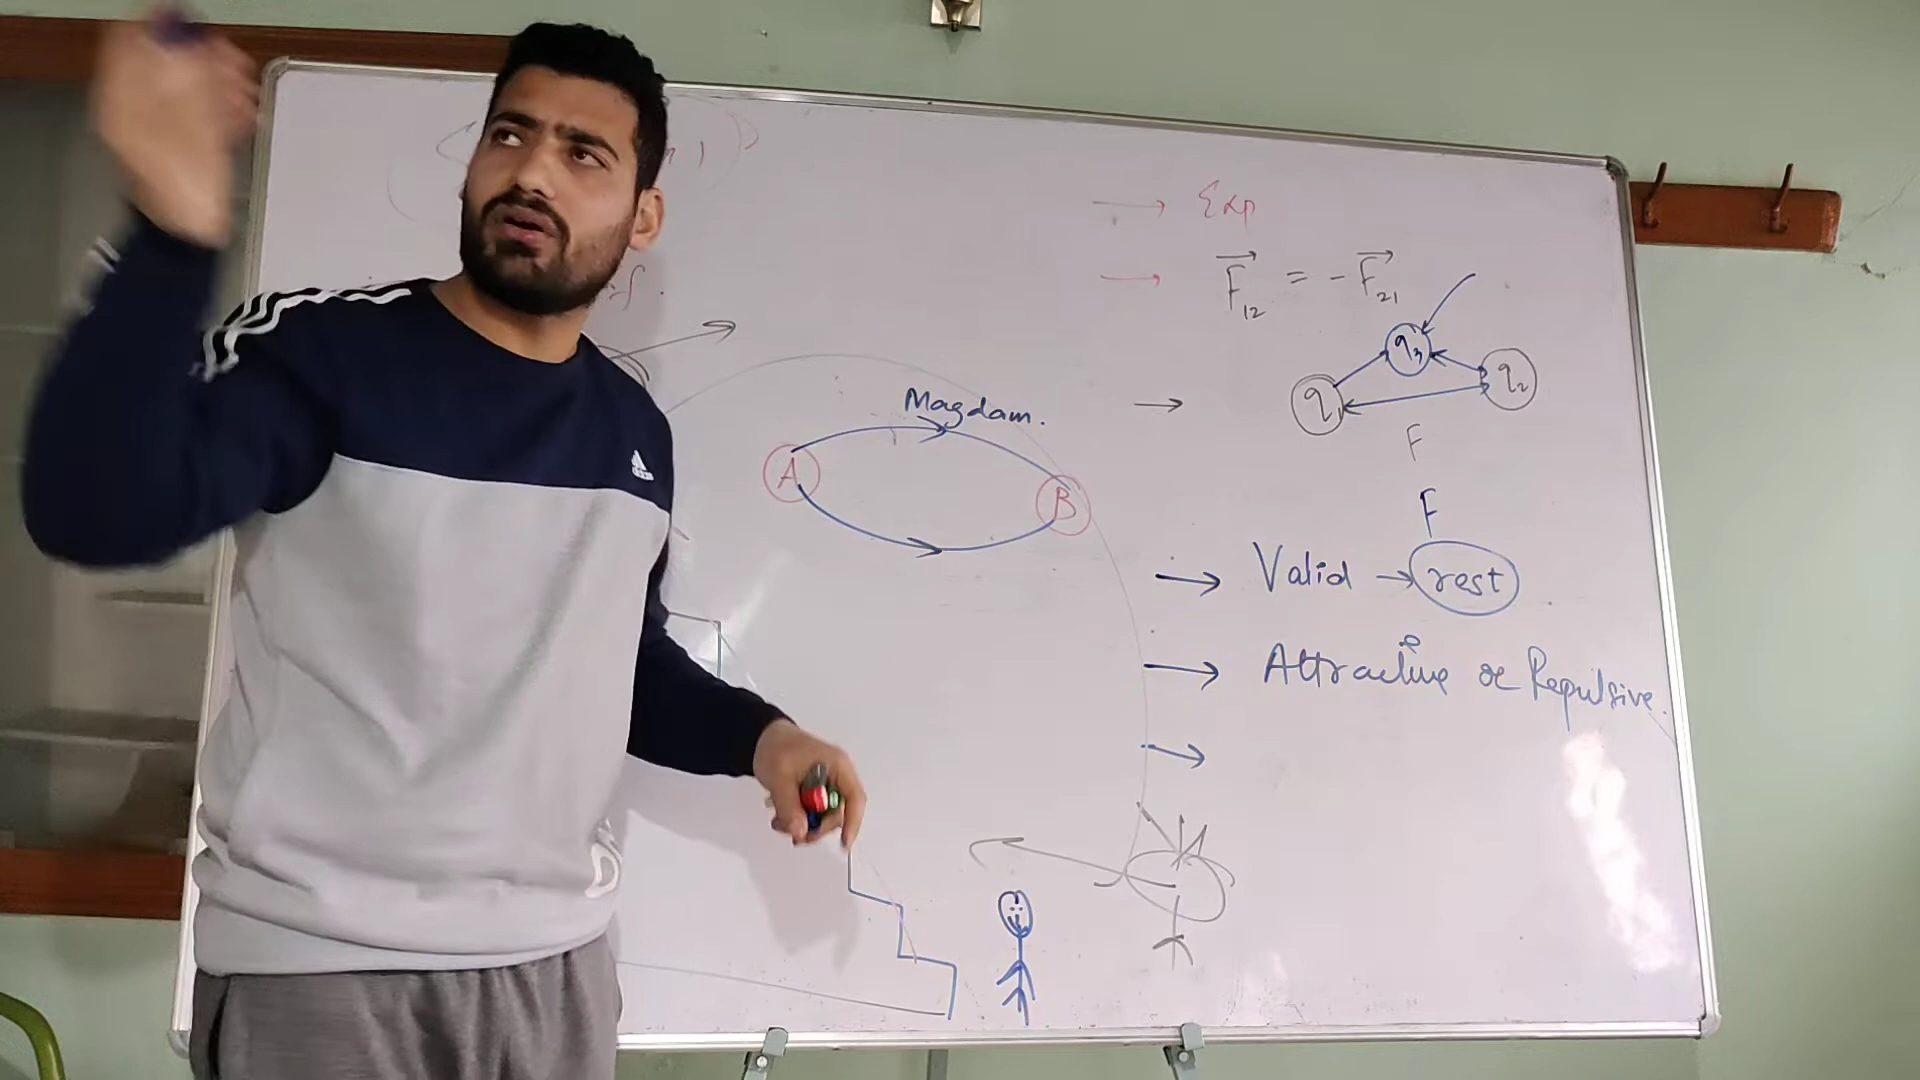 Exp
F₁₂ = -F₂₁
q₃
q₁
q₂
F
Magdam.
A
B
F
Valid → rest
Attractive or Repulsive.